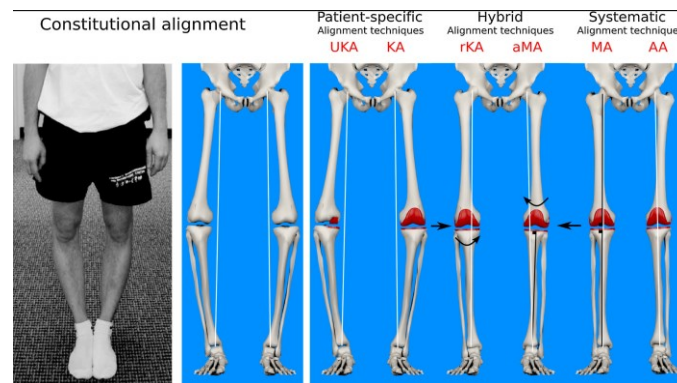 Constitutional alignment
Patient-specific
Alignment techniques
UKA KA
Hybrid
Alignment techniques
rKA aMA
Systematic
Alignment techniques
MA AA